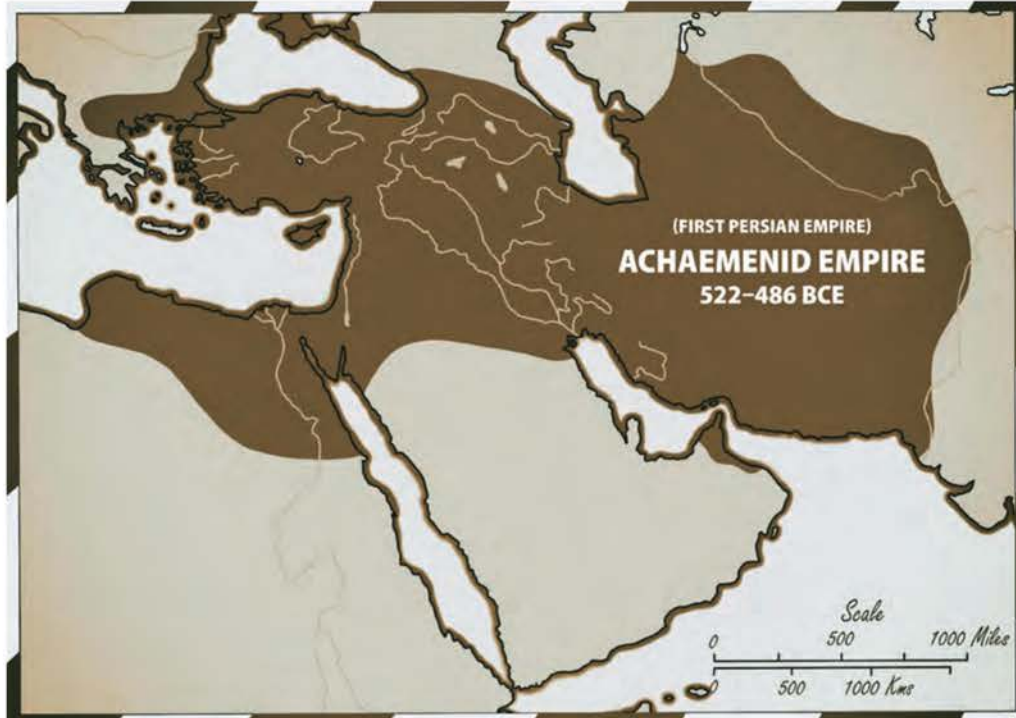 (FIRST PERSIAN EMPIRE)
ACHAEMENID EMPIRE
522–486 BCE
Scale
0 500 1000 Miles
0 500 1000 Kms